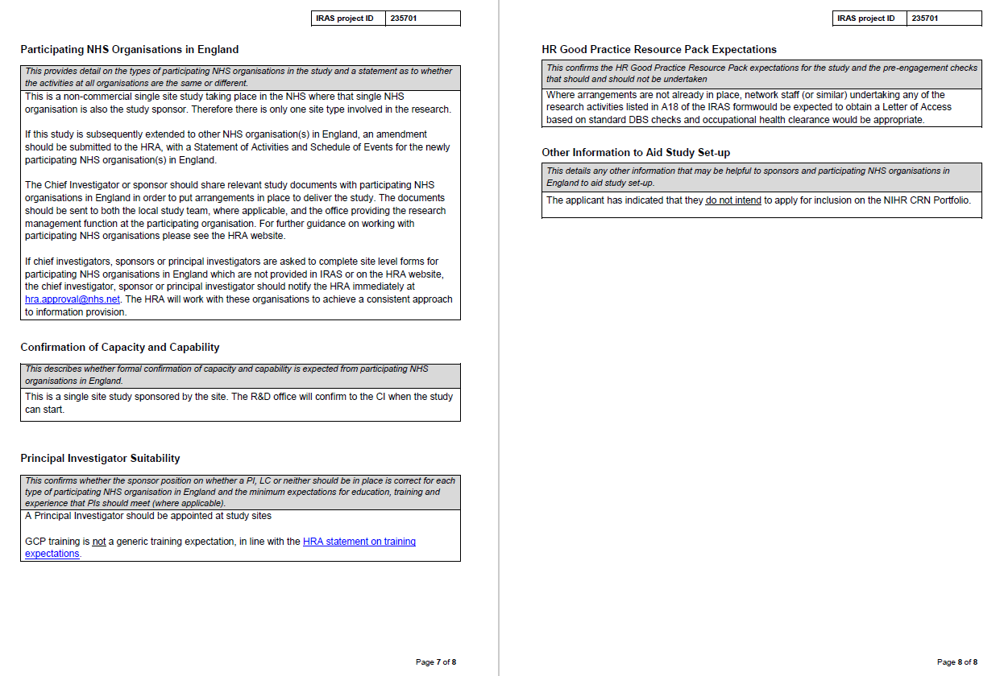 IRAS project ID 235701
Participating NHS Organisations in England
This provides detail on the types of participating NHS organisations in the study and a statement as to whether
the activities at all organisations are the same or different.
This is a non-commercial single site study taking place in the NHS where that single NHS
organisation is also the study sponsor. Therefore there is only one site type involved in the research.
If this study is subsequently extended to other NHS organisation(s) in England, an amendment
should be submitted to the HRA, with a Statement of Activities and Schedule of Events for the newly
participating NHS organisation(s) in England.
The Chief Investigator or sponsor should share relevant study documents with participating NHS
organisations in England in order to put arrangements in place to deliver the study. The documents
should be sent to both the local study team, where applicable, and the office providing the research
management function at the participating organisation. For further guidance on working with
participating NHS organisations please see the HRA website.
If chief investigators, sponsors or principal investigators are asked to complete site level forms for
participating NHS organisations in England which are not provided in IRAS or on the HRA website,
the chief investigator, sponsor or principal investigator should notify the HRA immediately at
hra.approval@nhs.net. The HRA will work with these organisations to achieve a consistent approach
to information provision.
Confirmation of Capacity and Capability
This describes whether formal confirmation of capacity and capability is expected from participating NHS
organisations in England.
This is a single site study sponsored by the site. The R&D office will confirm to the CI when the study
can start.
Principal Investigator Suitability
This confirms whether the sponsor position on whether a PI, LC or neither should be in place is correct for each
type of participating NHS organisation in England and the minimum expectations for education, training and
experience that PIs should meet (where applicable).
A Principal Investigator should be appointed at study sites
GCP training is not a generic training expectation, in line with the HRA statement on training
expectations.
Page 7 of 8
IRAS project ID 235701
HR Good Practice Resource Pack Expectations
This confirms the HR Good Practice Resource Pack expectations for the study and the pre-engagement checks
that should and should not be undertaken
Where arrangements are not already in place, network staff (or similar) undertaking any of the
research activities listed in A18 of the IRAS formwould be expected to obtain a Letter of Access
based on standard DBS checks and occupational health clearance would be appropriate.
Other Information to Aid Study Set-up
This details any other information that may be helpful to sponsors and participating NHS organisations in
England to aid study set-up.
The applicant has indicated that they do not intend to apply for inclusion on the NIHR CRN Portfolio.
Page 8 of 8